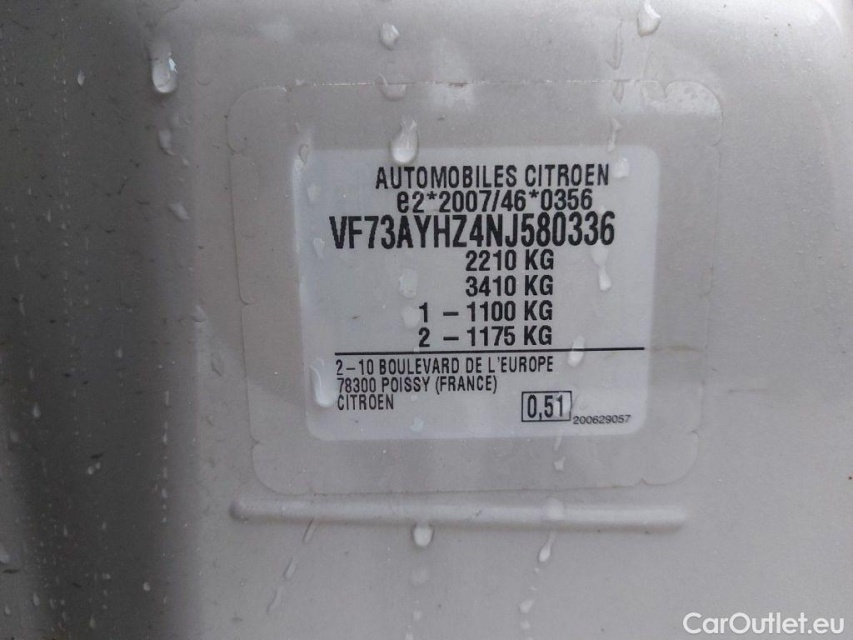 AUTOMOBILES CITROEN
e2*2007/46*0356
VF73AYHZ4NJ580336
2210 KG
3410 KG
1 – 1100 KG
2 – 1175 KG
2–10 BOULEVARD DE L'EUROPE
78300 POISSY (FRANCE)
CITROEN
0,51
200629057
CarOutlet.eu